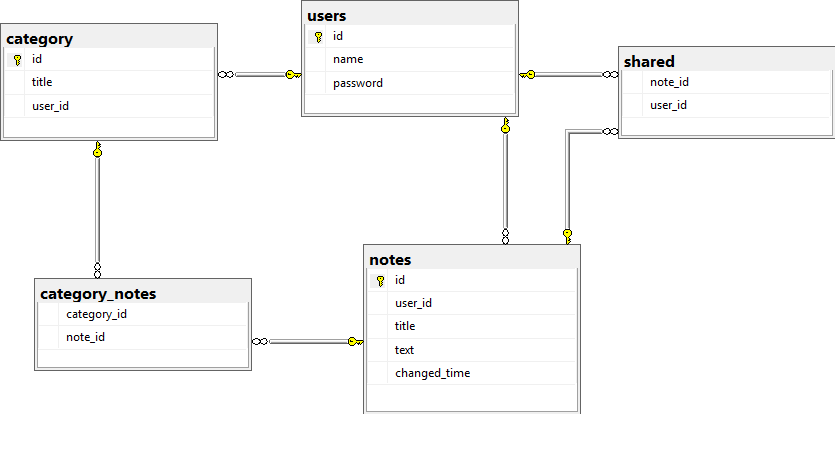 category
id
title
user_id
users
id
name
password
shared
note_id
user_id
category_notes
category_id
note_id
notes
id
user_id
title
text
changed_time